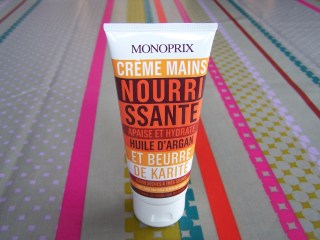 MONOPRIX
CRÈME MAINS
NOURRI
SSANTE
APAISE ET HYDRATE
HUILE D'ARGAN
ET BEURRE
DE KARITÉ